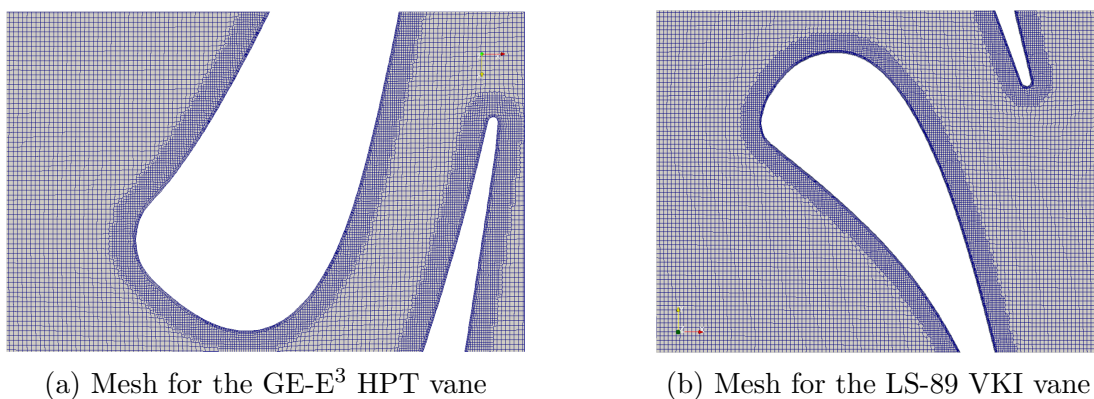 (a) Mesh for the GE-E³ HPT vane
(b) Mesh for the LS-89 VKI vane